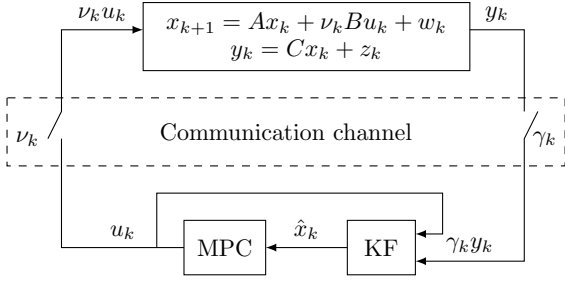 ν_k u_k
x_{k+1} = Ax_k + ν_k Bu_k + w_k
y_k
y_k = Cx_k + z_k
ν_k
Communication channel
γ_k
u_k
MPC
x̂_k
KF
γ_k y_k